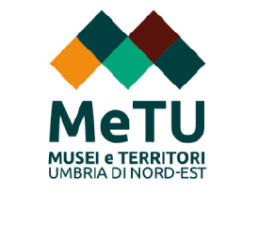 MeTU
MUSEI e TERRITORI
UMBRIA DI NORD-EST